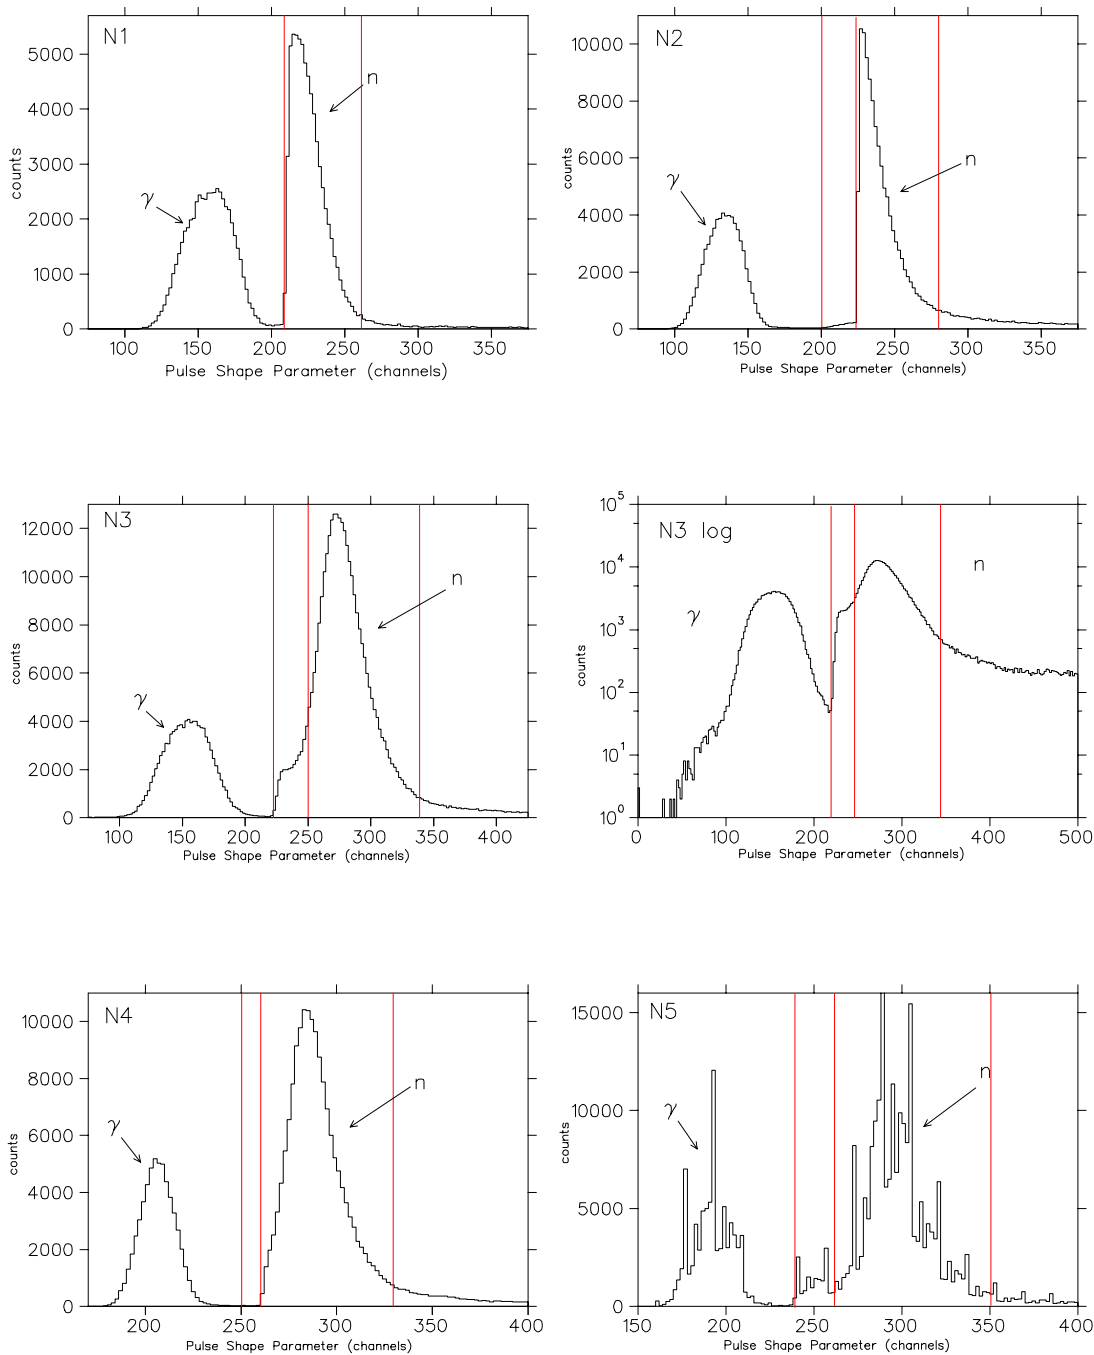 N1
n
γ
counts
5000
4000
3000
2000
1000
0
100 150 200 250 300 350
Pulse Shape Parameter (channels)
N2
n
γ
counts
10000
8000
6000
4000
2000
0
100 150 200 250 300 350
Pulse Shape Parameter (channels)
N3
n
γ
counts
12000
10000
8000
6000
4000
2000
0
100 150 200 250 300 350 400
Pulse Shape Parameter (channels)
N3 log
n
γ
counts
10^5
10^4
10^3
10^2
10^1
10^0
0 100 200 300 400 500
Pulse Shape Parameter (channels)
N4
n
γ
counts
10000
8000
6000
4000
2000
0
200 250 300 350 400
Pulse Shape Parameter (channels)
N5
n
γ
counts
15000
10000
5000
0
150 200 250 300 350 400
Pulse Shape Parameter (channels)